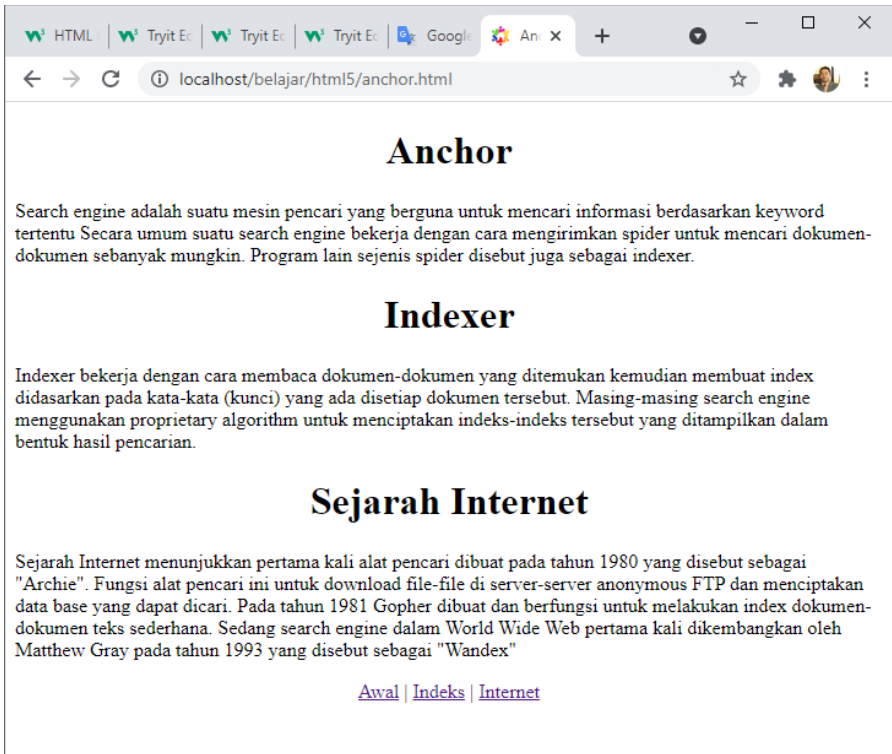 HTML
Tryit Ed
Tryit Ed
Tryit Ed
Google
An
localhost/belajar/html5/anchor.html
Anchor
Search engine adalah suatu mesin pencari yang berguna untuk mencari informasi berdasarkan keyword
tertentu Secara umum suatu search engine bekerja dengan cara mengirimkan spider untuk mencari dokumen-
dokumen sebanyak mungkin. Program lain sejenis spider disebut juga sebagai indexer.
Indexer
Indexer bekerja dengan cara membaca dokumen-dokumen yang ditemukan kemudian membuat index
didasarkan pada kata-kata (kunci) yang ada disetiap dokumen tersebut. Masing-masing search engine
menggunakan proprietary algorithm untuk menciptakan indeks-indeks tersebut yang ditampilkan dalam
bentuk hasil pencarian.
Sejarah Internet
Sejarah Internet menunjukkan pertama kali alat pencari dibuat pada tahun 1980 yang disebut sebagai
"Archie". Fungsi alat pencari ini untuk download file-file di server-server anonymous FTP dan menciptakan
data base yang dapat dicari. Pada tahun 1981 Gopher dibuat dan berfungsi untuk melakukan index dokumen-
dokumen teks sederhana. Sedang search engine dalam World Wide Web pertama kali dikembangkan oleh
Matthew Gray pada tahun 1993 yang disebut sebagai "Wandex"
Awal | Indeks | Internet